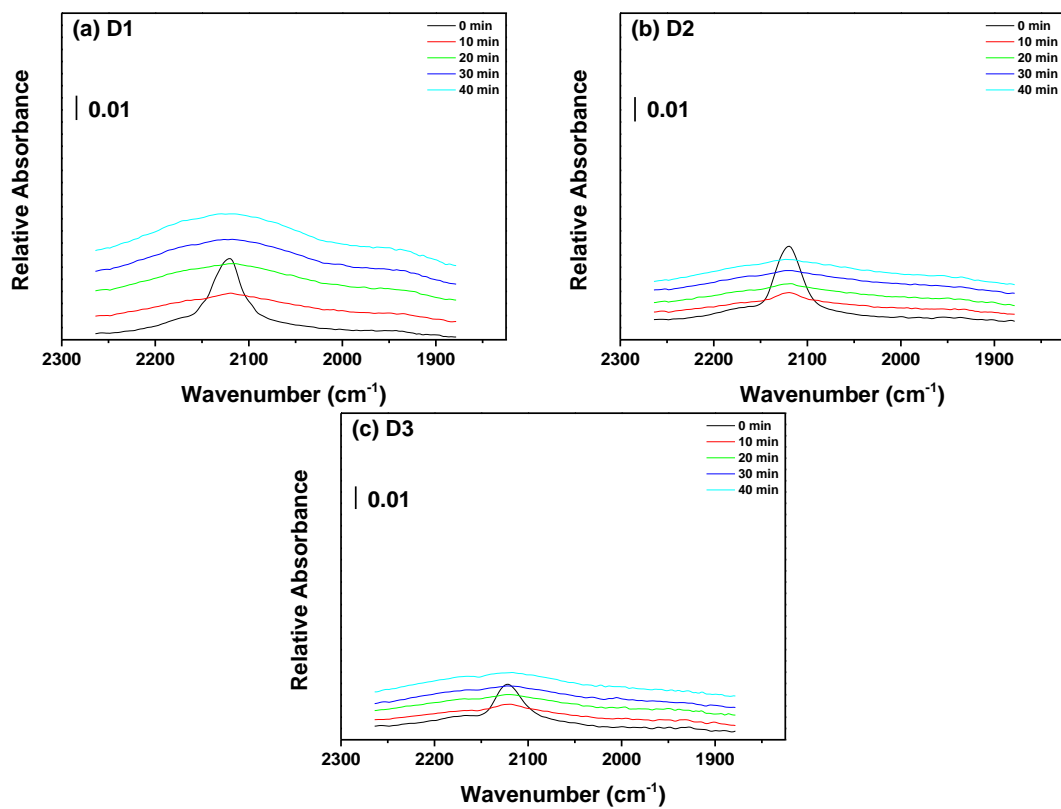 (a) D1
0 min
10 min
20 min
30 min
40 min
0.01
Relative Absorbance
2300 2200 2100 2000 1900
Wavenumber (cm-1)
(b) D2
0 min
10 min
20 min
30 min
40 min
0.01
Relative Absorbance
2300 2200 2100 2000 1900
Wavenumber (cm-1)
(c) D3
0 min
10 min
20 min
30 min
40 min
0.01
Relative Absorbance
2300 2200 2100 2000 1900
Wavenumber (cm-1)